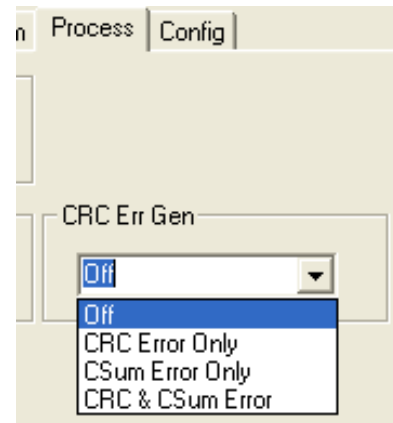 m Process Config
CRC Err Gen
Off
Off
CRC Error Only
CSum Error Only
CRC & CSum Error